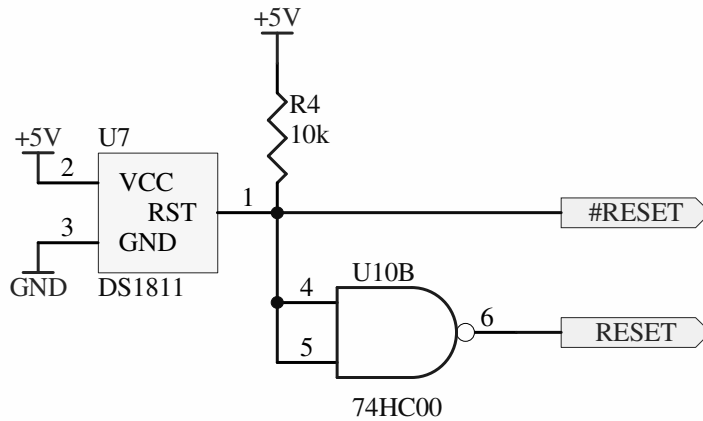 +5V
R4
10k
U7
+5V
2
VCC
1
RST
#RESET
3
GND
GND
DS1811
U10B
4
6
RESET
5
74HC00